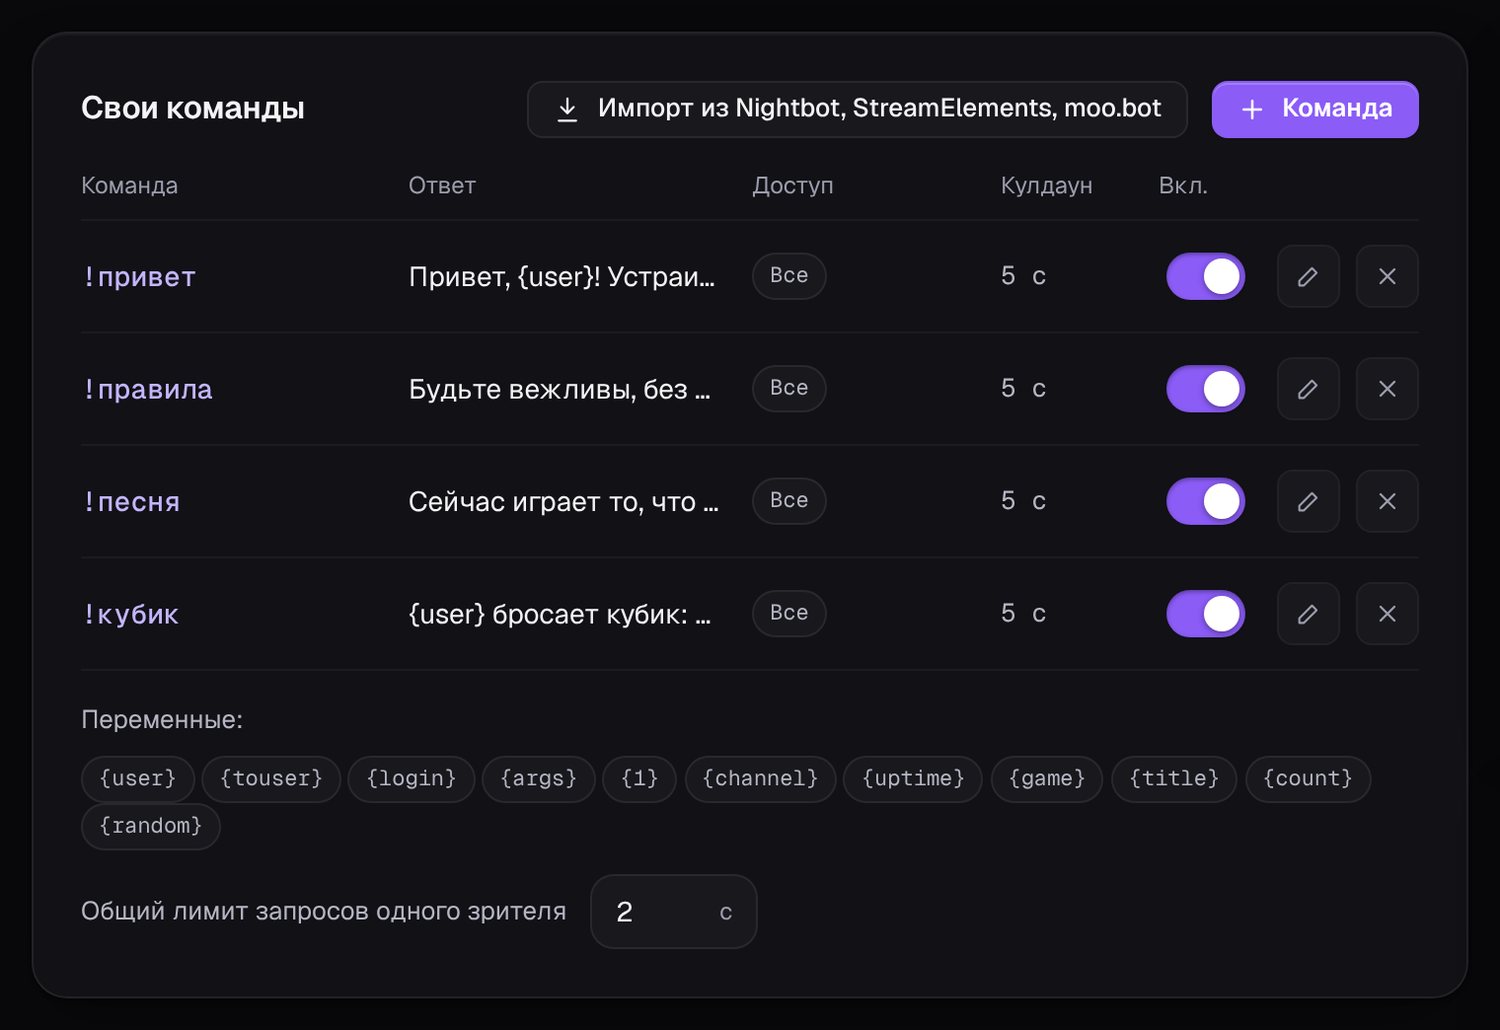 Свои команды
Импорт из Nightbot, StreamElements, moo.bot
Команда
Команда Ответ Доступ Кулдаун Вкл.
!привет Привет, {user}! Устраи... Все 5 с
!правила Будьте вежливы, без ... Все 5 с
!песня Сейчас играет то, что ... Все 5 с
!кубик {user} бросает кубик: ... Все 5 с
Переменные:
{user} {touser} {login} {args} {1} {channel} {uptime} {game} {title} {count}
{random}
Общий лимит запросов одного зрителя 2 с